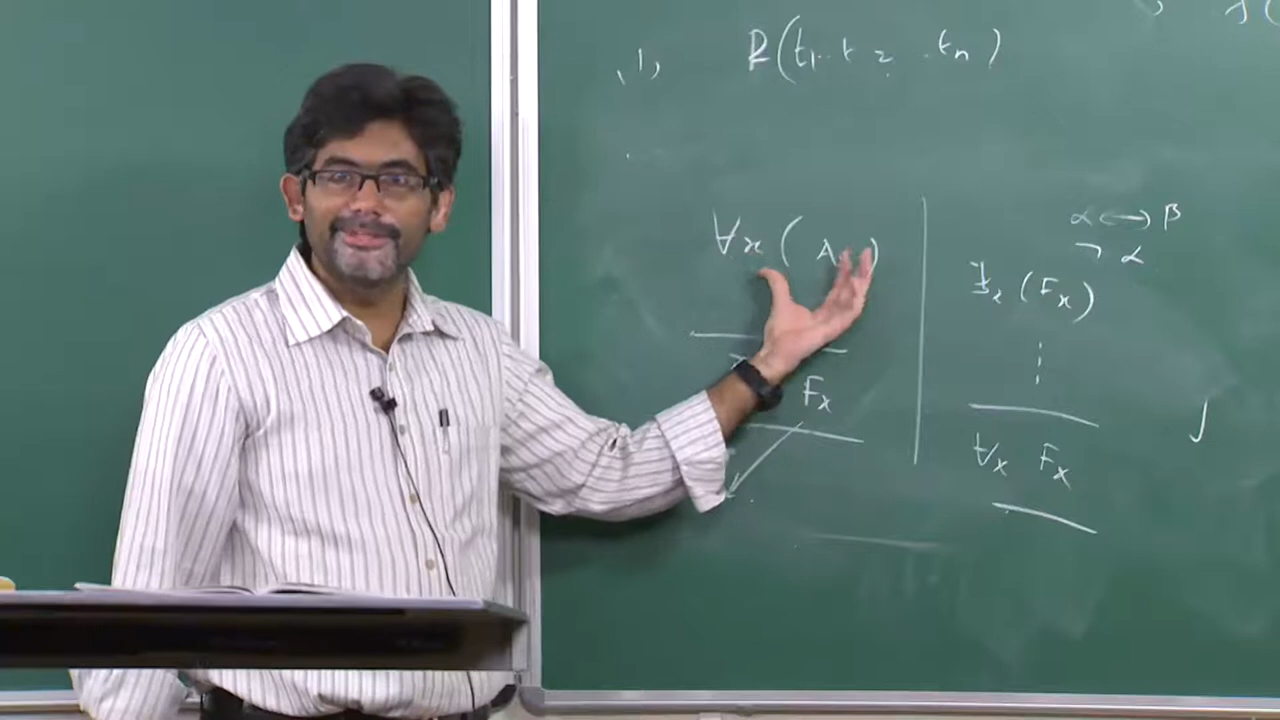 R(t₁.. t₂ .. tₙ)
∀x (A
Fx
α ↔ β
¬ α
∃x (Fx)
∀x Fx